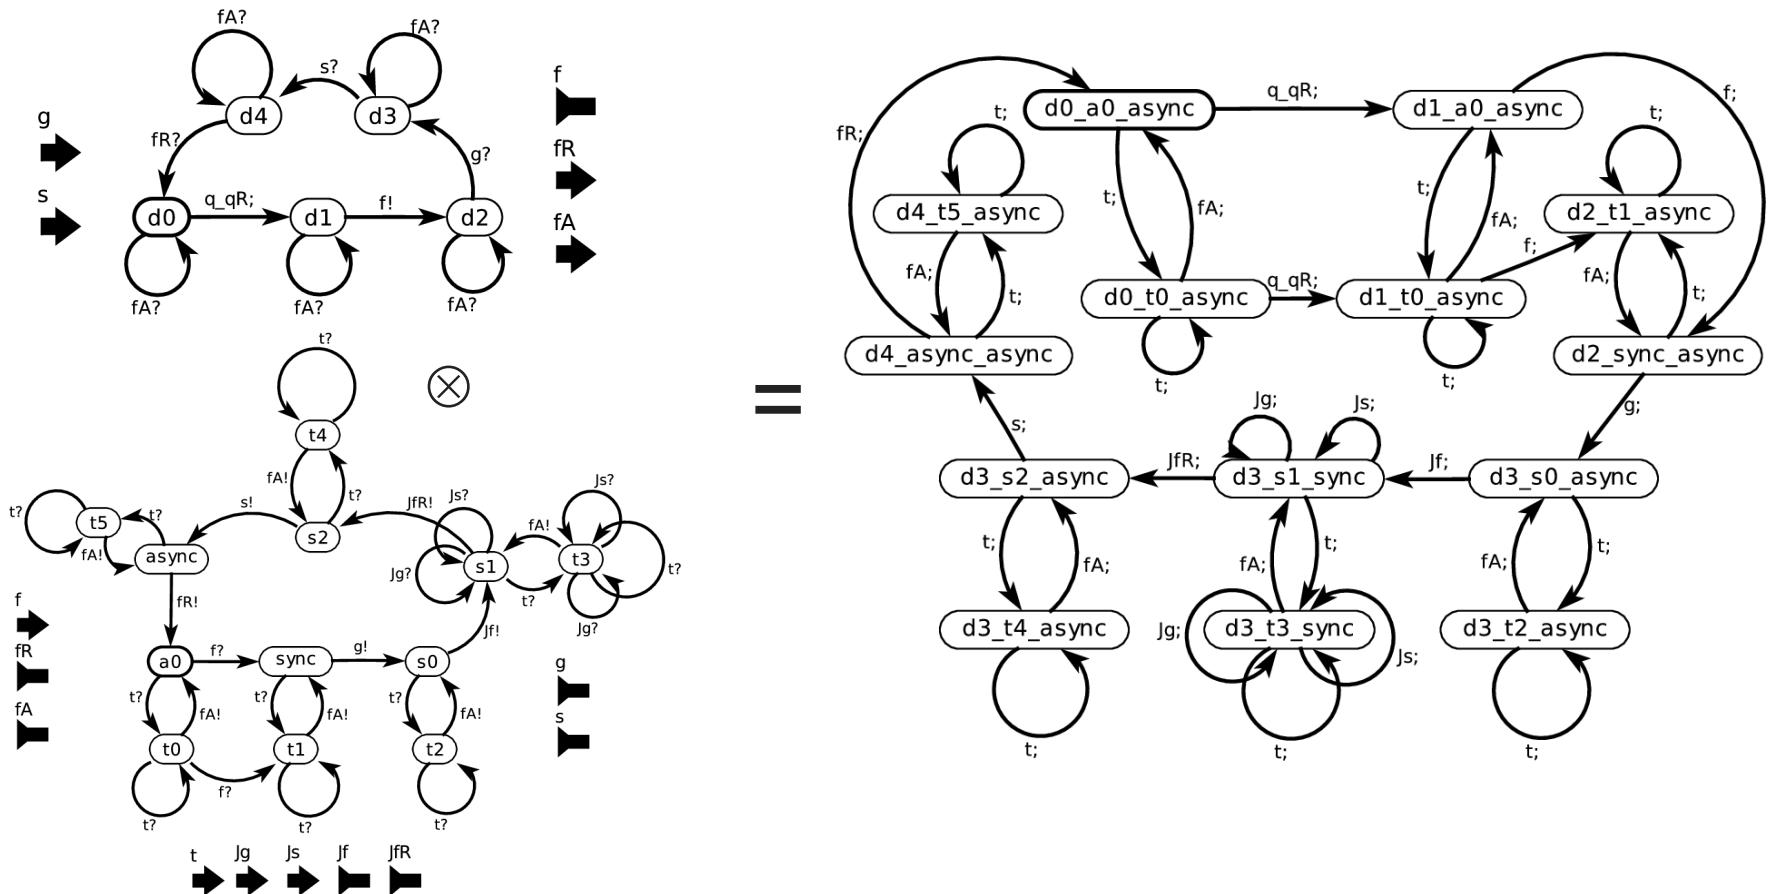 fA?
fA?
s?
d4
d3
f
g
fR?
g?
fR
s
d0
q_qR;
d1
f!
d2
fA
fA?
fA?
fA?
t?
t4
fA!
t?
s!
JfR!
Js?
Js?
t?
t5
t?
s2
fA!
t3
fA!
async
Jg?
s1
t?
t?
f
fR!
Jg?
fR
a0
f?
sync
g!
s0
Jf!
g
t?
fA!
t?
fA!
t?
fA!
s
fA
t0
t1
t2
f?
t?
t?
t?
t
Jg
Js
Jf
JfR
=
d0_a0_async
q_qR;
d1_a0_async
f;
fR;
t;
t;
d4_t5_async
t;
fA;
t;
fA;
d2_t1_async
fA;
t;
d0_t0_async
q_qR;
d1_t0_async
f;
fA;
t;
d4_async_async
t;
t;
d2_sync_async
s;
Jg;
Js;
g;
d3_s2_async
JfR;
d3_s1_sync
Jf;
d3_s0_async
t;
fA;
fA;
t;
fA;
t;
d3_t4_async
Jg;
d3_t3_sync
Js;
d3_t2_async
t;
t;
t;